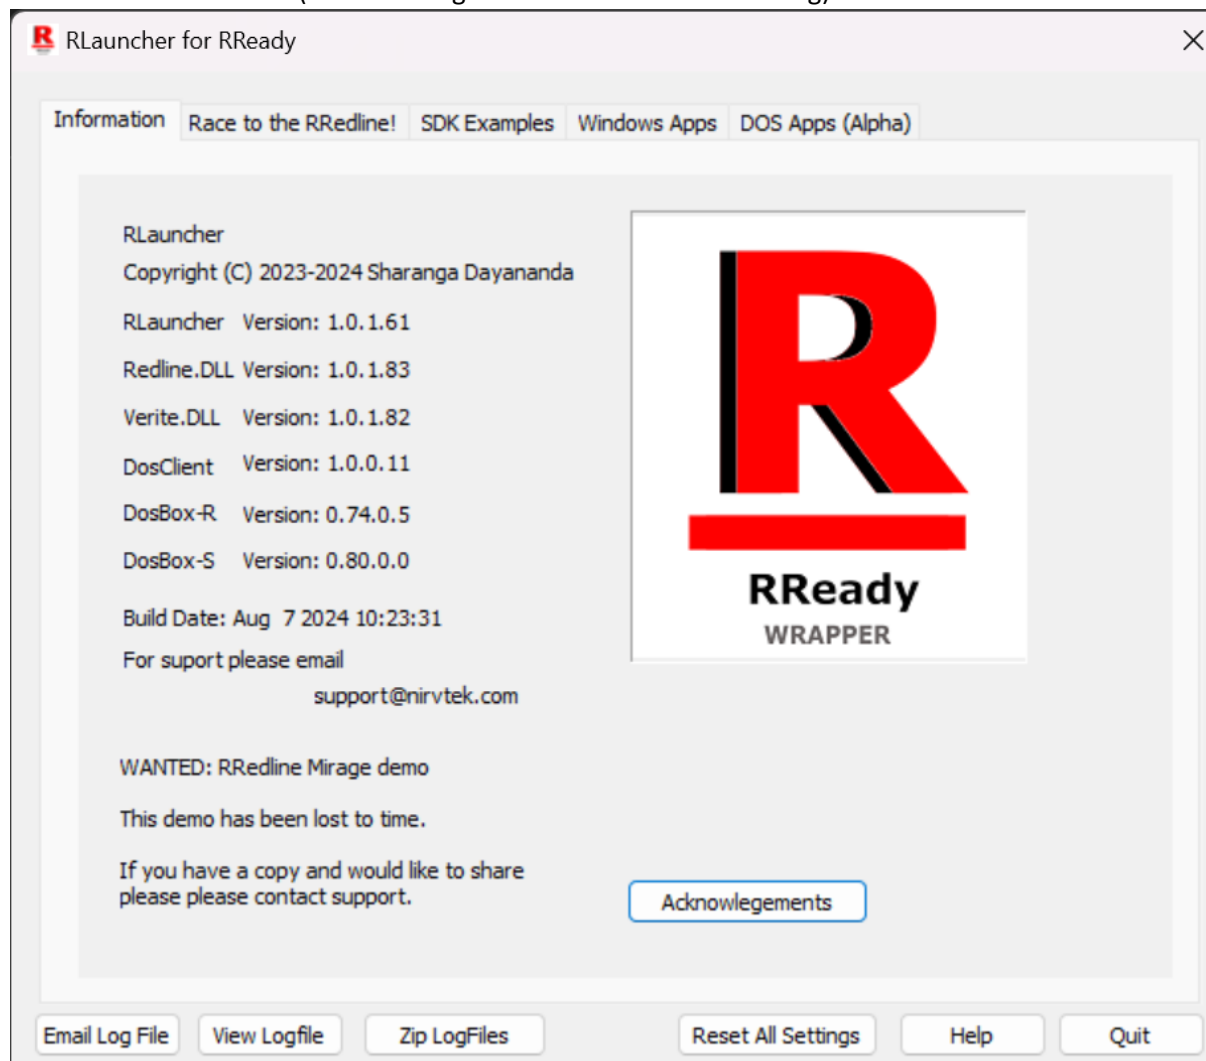 RLauncher for RReady
Information Race to the RRedline! SDK Examples Windows Apps DOS Apps (Alpha)
RLauncher
Copyright (C) 2023-2024 Sharanga Dayananda
RLauncher Version: 1.0.1.61
Redline.DLL Version: 1.0.1.83
Verite.DLL Version: 1.0.1.82
DosClient Version: 1.0.0.11
DosBox-R Version: 0.74.0.5
DosBox-S Version: 0.80.0.0
Build Date: Aug 7 2024 10:23:31
For suport please email
support@nirvtek.com
WANTED: RRedline Mirage demo
This demo has been lost to time.
If you have a copy and would like to share
please please contact support.
R
RReady
WRAPPER
Acknowlegements
Email Log File View Logfile Zip LogFiles Reset All Settings Help Quit